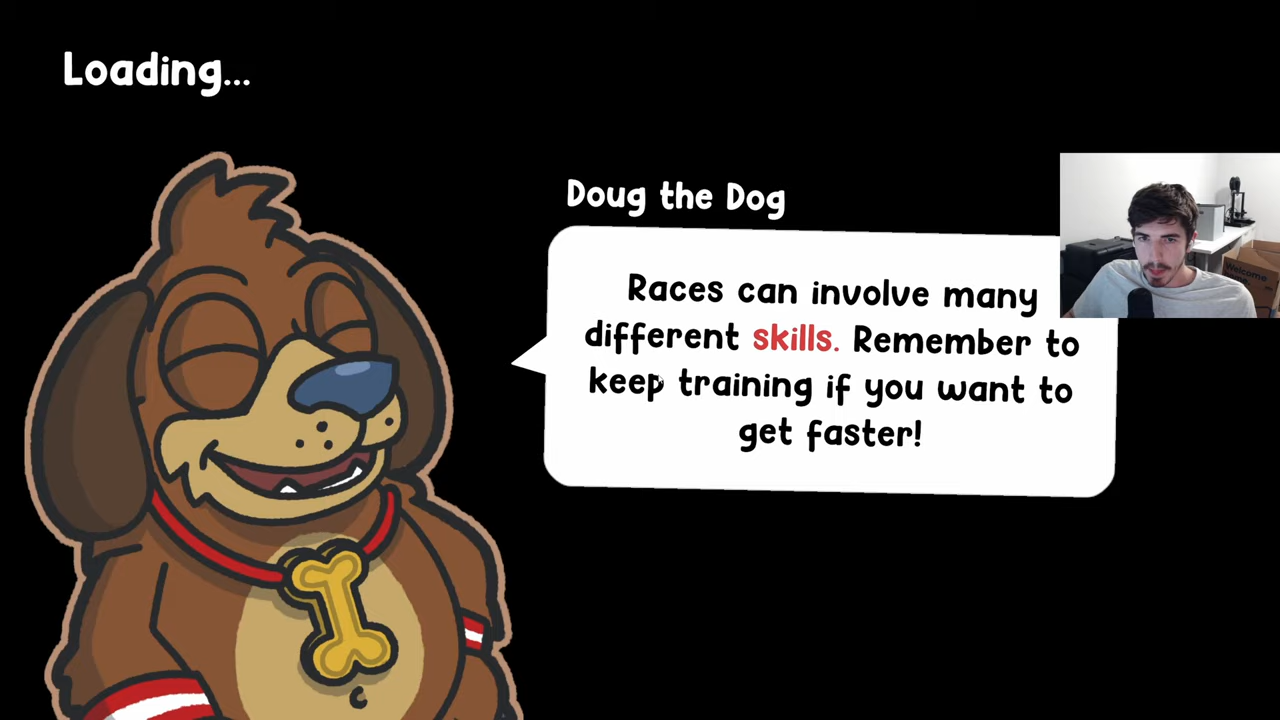 Loading...
Doug the Dog
Races can involve many
different skills. Remember to
keep training if you want to
get faster!
Welcome